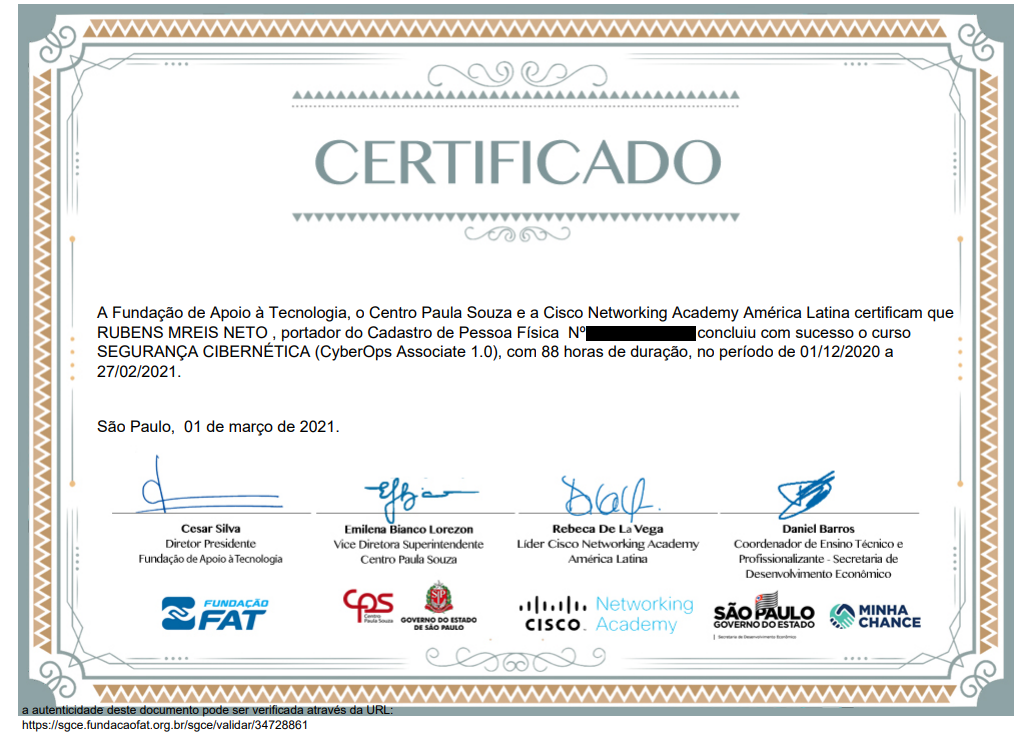 CERTIFICADO
A Fundação de Apoio à Tecnologia, o Centro Paula Souza e a Cisco Networking Academy América Latina certificam que
RUBENS MREIS NETO , portador do Cadastro de Pessoa Física Nº concluiu com sucesso o curso
SEGURANÇA CIBERNÉTICA (CyberOps Associate 1.0), com 88 horas de duração, no período de 01/12/2020 a
27/02/2021.
São Paulo, 01 de março de 2021.
Cesar Silva
Diretor Presidente
Fundação de Apoio à Tecnologia
Emilena Bianco Lorezon
Vice Diretora Superintendente
Centro Paula Souza
Rebeca De La Vega
Líder Cisco Networking Academy
América Latina
Daniel Barros
Coordenador de Ensino Técnico e
Profissionalizante - Secretaria de
Desenvolvimento Econômico
FUNDAÇÃO
FAT
CPS
Centro
Paula Souza
GOVERNO DO ESTADO
DE SÃO PAULO
CISCO
Networking
Academy
SÃO PAULO
GOVERNO DO ESTADO
Secretaria de Desenvolvimento Econômico
MINHA
CHANCE
a autenticidade deste documento pode ser verificada através da URL:
https://sgce.fundacaofat.org.br/sgce/validar/34728861